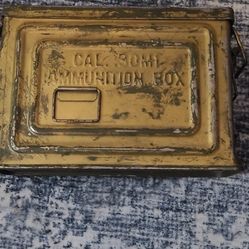 CAL. .30M1
AMMUNITION BOX